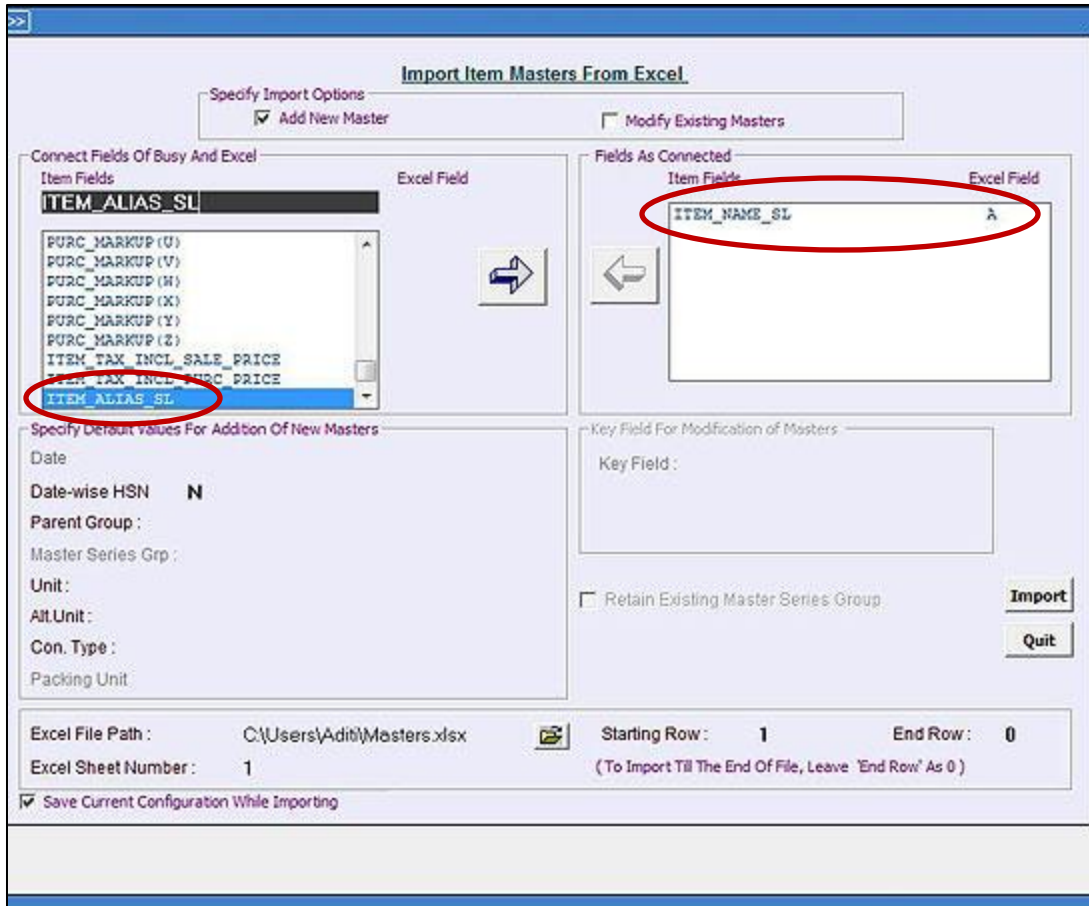 >>
Import Item Masters From Excel
Specify Import Options
Add New Master Modify Existing Masters
Connect Fields Of Busy And Excel
Item Fields Excel Field
ITEM_ALIAS_SL
PURC_MARKUP(U)
PURC_MARKUP(V)
PURC_MARKUP(W)
PURC_MARKUP(X)
PURC_MARKUP(Y)
PURC_MARKUP(Z)
ITEM_TAX_INCL_SALE_PRICE
ITEM_TAX_INCL_PURC_PRICE
ITEM_ALIAS_SL
Fields As Connected
Item Fields Excel Field
ITEM_NAME_SL A
Specify Default Values For Addition Of New Masters
Date
Date-wise HSN N
Parent Group :
Master Series Grp :
Unit :
Alt.Unit :
Con. Type :
Packing Unit
Key Field For Modification of Masters
Key Field :
Retain Existing Master Series Group
Import
Quit
Excel File Path : C:\Users\Aditi\Masters.xlsx Starting Row : 1 End Row : 0
Excel Sheet Number : 1 (To Import Till The End Of File, Leave 'End Row' As 0 )
Save Current Configuration While Importing